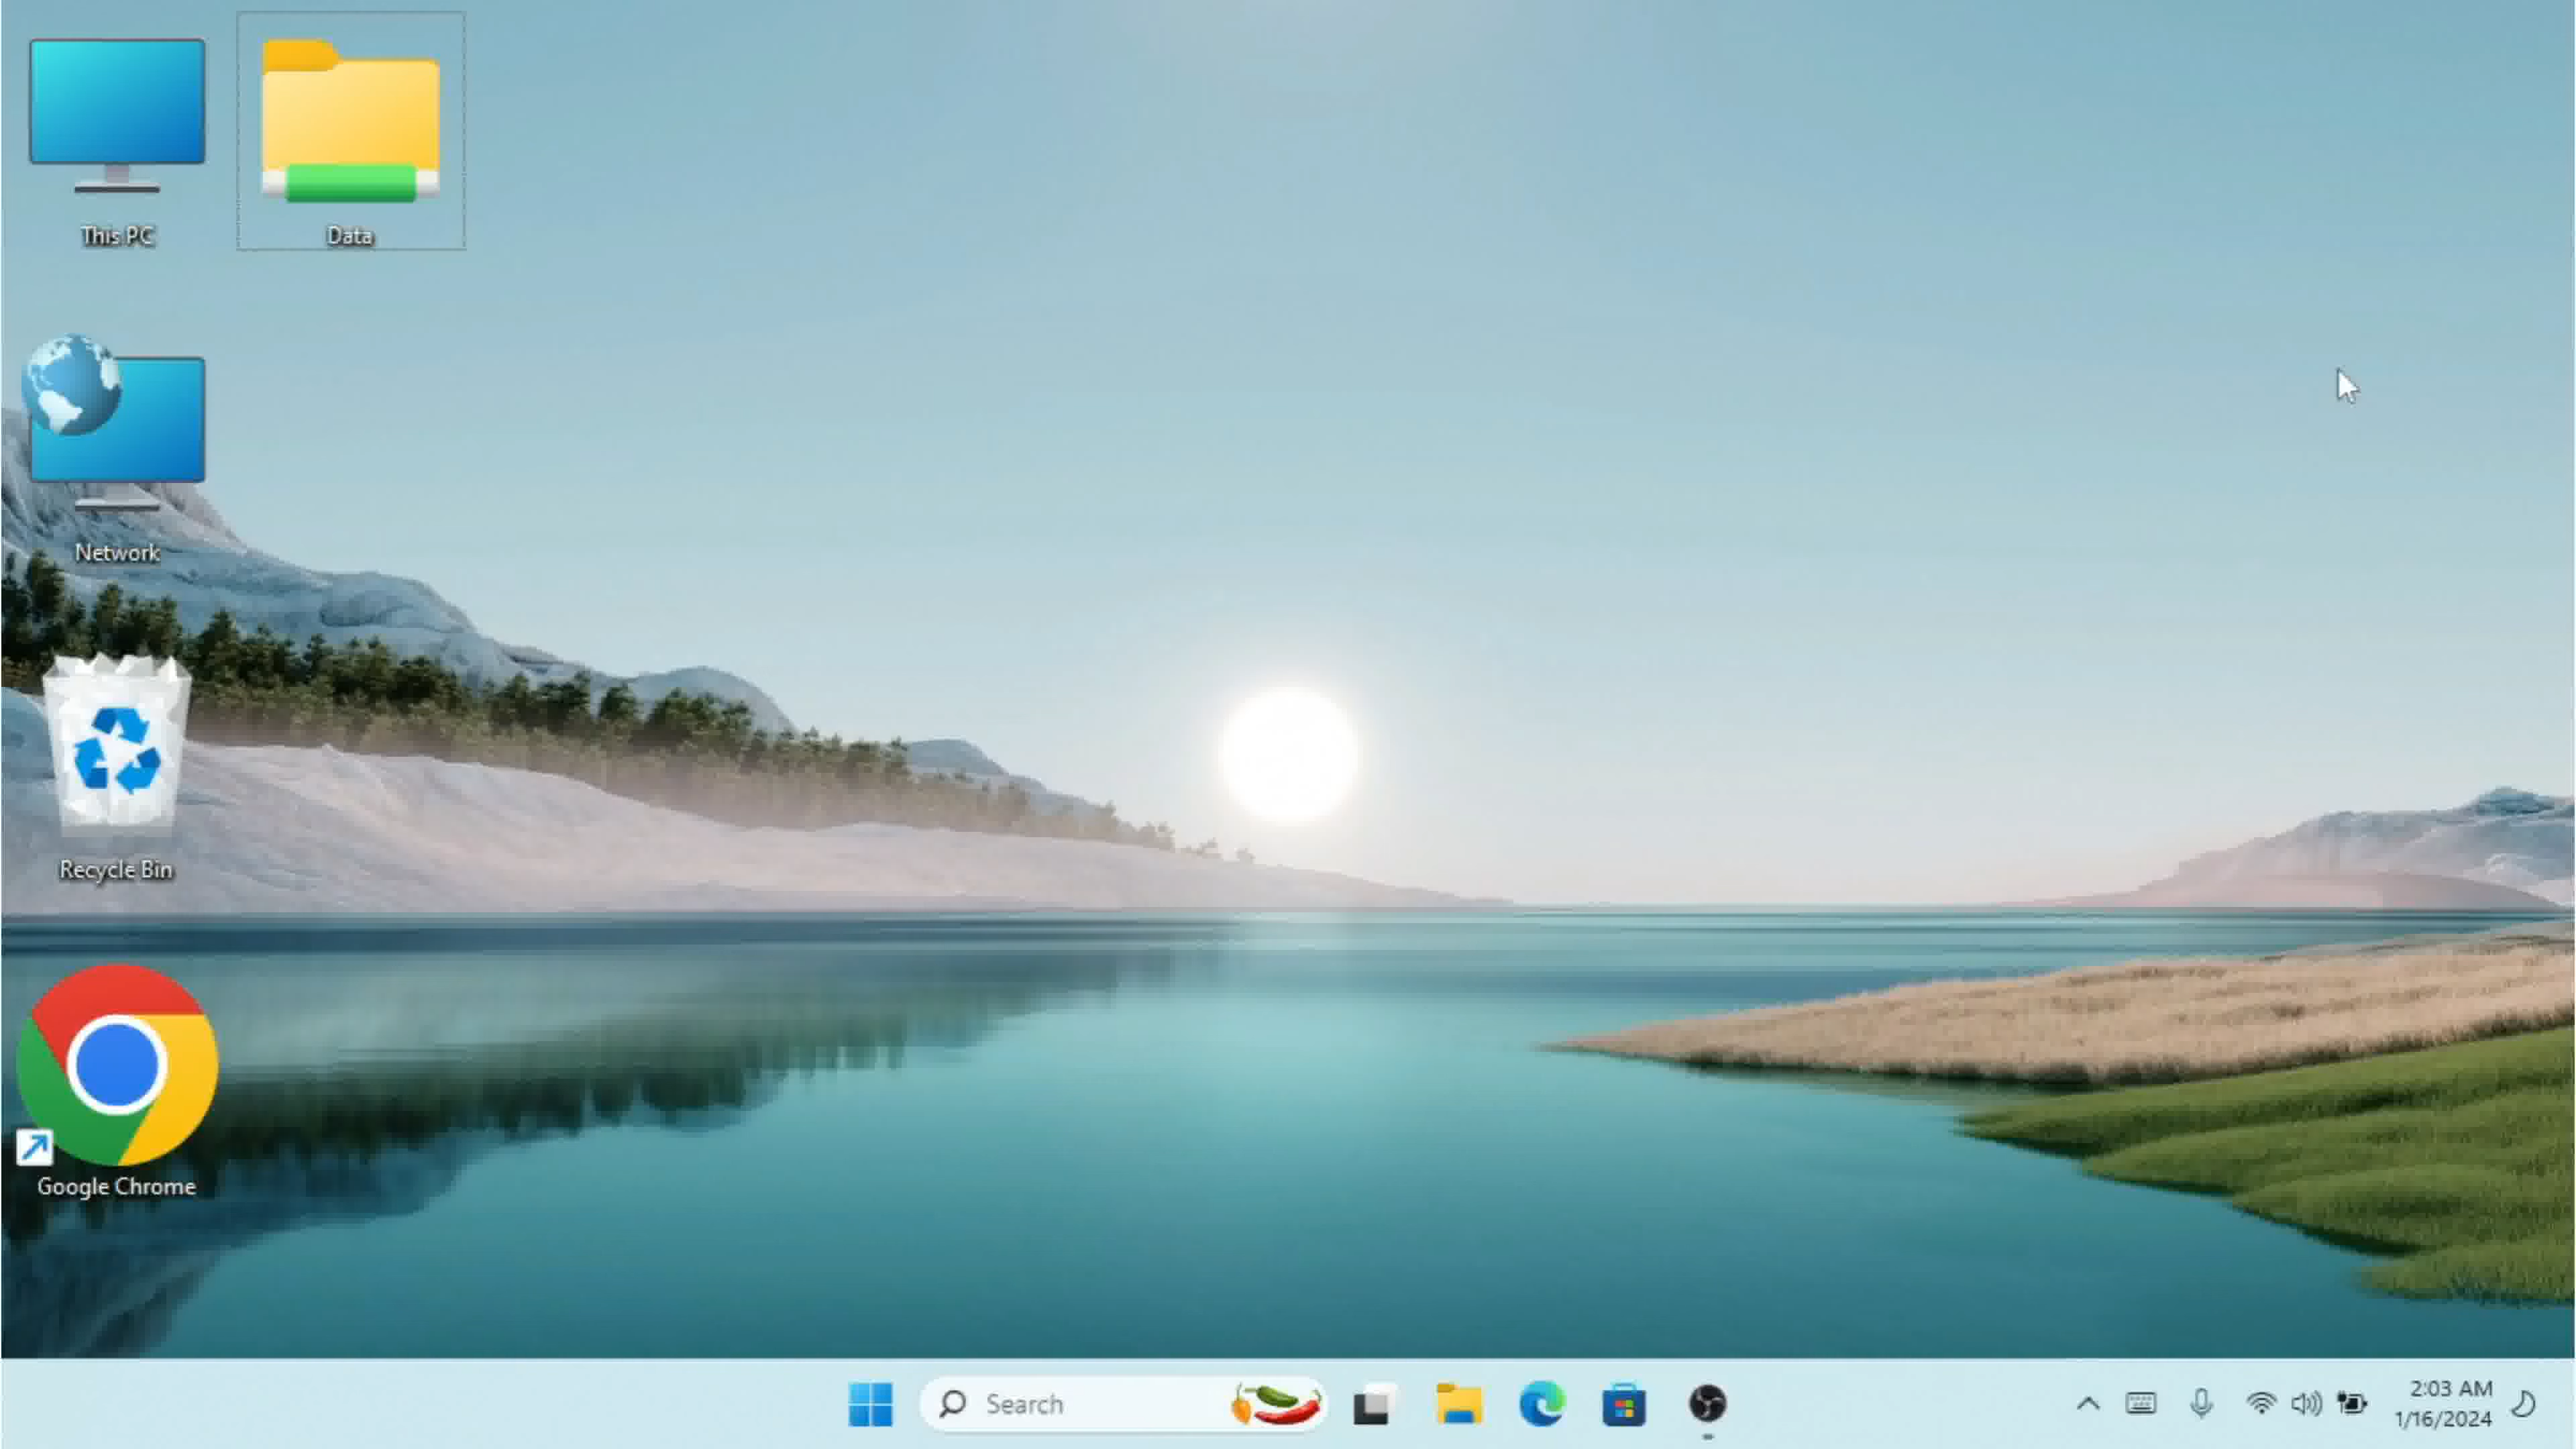 This PC
Data
Network
Recycle Bin
Google Chrome
Search
2:03 AM
1/16/2024